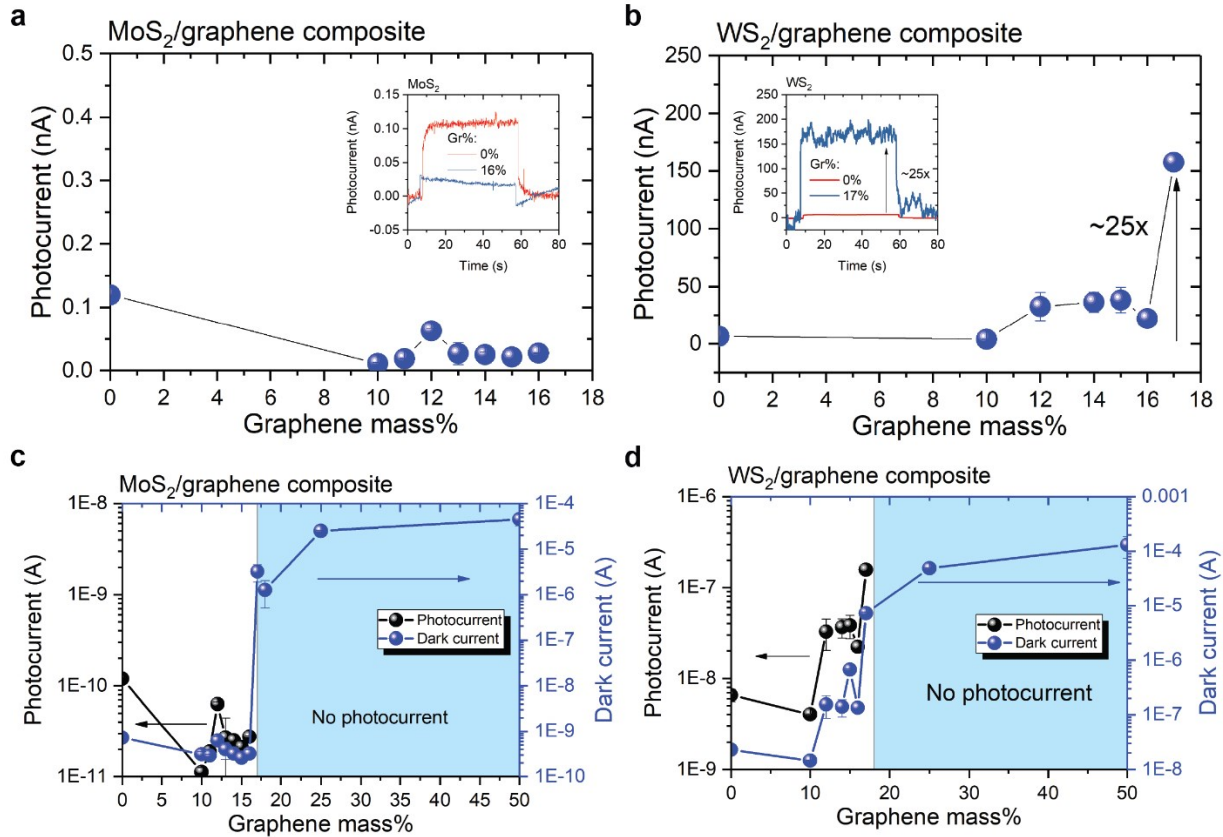 a
MoS₂/graphene composite
0.5
0.4
0.3
0.2
0.1
0.0
Photocurrent (nA)
0 2 4 6 8 10 12 14 16 18
Graphene mass%
MoS₂
0.15
0.10
0.05
0.00
-0.05
Photocurrent (nA)
Gr%:
0%
16%
0 20 40 60 80
Time (s)
b
WS₂/graphene composite
250
200
150
100
50
0
Photocurrent (nA)
0 2 4 6 8 10 12 14 16 18
Graphene mass%
~25x
WS₂
250
200
150
100
50
0
Photocurrent (nA)
Gr%:
0%
17%
~25x
0 20 40 60 80
Time (s)
c
MoS₂/graphene composite
1E-8
1E-9
1E-10
1E-11
Photocurrent (A)
1E-4
1E-5
1E-6
1E-7
1E-8
1E-9
1E-10
Dark current (A)
Photocurrent
Dark current
No photocurrent
0 5 10 15 20 25 30 35 40 45 50
Graphene mass%
d
WS₂/graphene composite
1E-6
1E-7
1E-8
1E-9
Photocurrent (A)
0.001
1E-4
1E-5
1E-6
1E-7
1E-8
Dark current (A)
Photocurrent
Dark current
No photocurrent
0 10 20 30 40 50
Graphene mass%